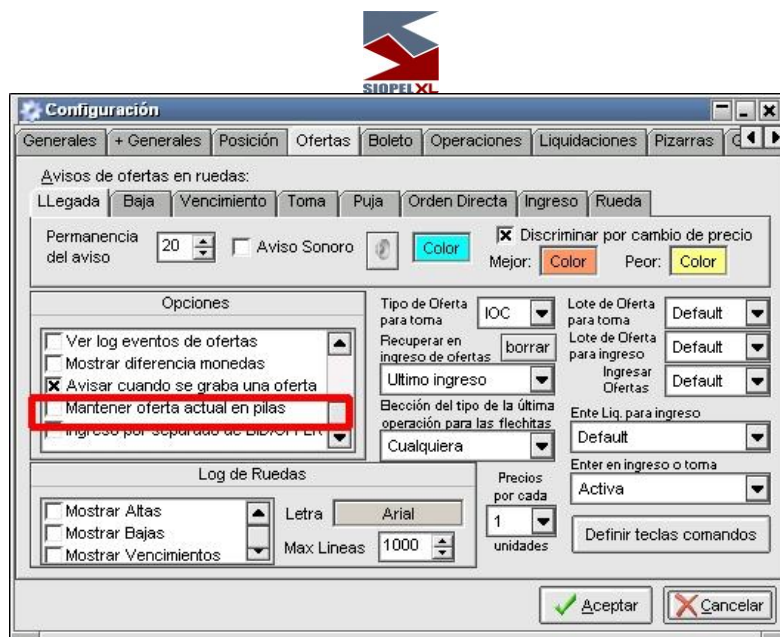 SIOPEL XL
Configuración
Generales + Generales Posición Ofertas Boleto Operaciones Liquidaciones Pizarras
Avisos de ofertas en ruedas:
LLegada Baja Vencimiento Toma Puja Orden Directa Ingreso Rueda
Permanencia
del aviso
20
Aviso Sonoro
Color
Discriminar por cambio de precio
Mejor: Color Peor: Color
Opciones
Ver log eventos de ofertas
Mostrar diferencia monedas
Avisar cuando se graba una oferta
Mantener oferta actual en pilas
Ingreso por separado de BID/OFFER
Tipo de Oferta
para toma
IOC
Recuperar en
ingreso de ofertas
borrar
Ultimo ingreso
Elección del tipo de la última
operación para las flechitas
Cualquiera
Lote de Oferta
para toma
Default
Lote de Oferta
para ingreso
Default
Ingresar
Ofertas
Default
Ente Liq. para ingreso
Default
Enter en ingreso o toma
Activa
Log de Ruedas
Mostrar Altas
Mostrar Bajas
Mostrar Vencimientos
Letra Arial
Max Lineas 1000
Precios
por cada
1
unidades
Definir teclas comandos
Aceptar Cancelar